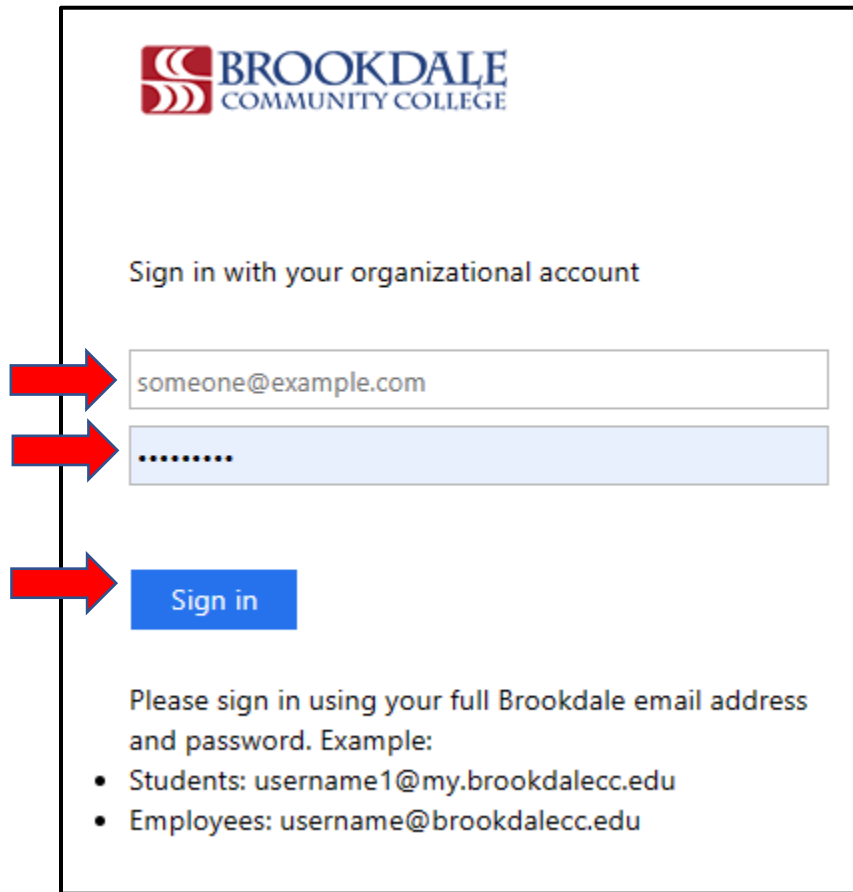 BROOKDALE
COMMUNITY COLLEGE
Sign in with your organizational account
someone@example.com
•••••••••
Sign in
Please sign in using your full Brookdale email address
and password. Example:
• Students: username1@my.brookdalecc.edu
• Employees: username@brookdalecc.edu